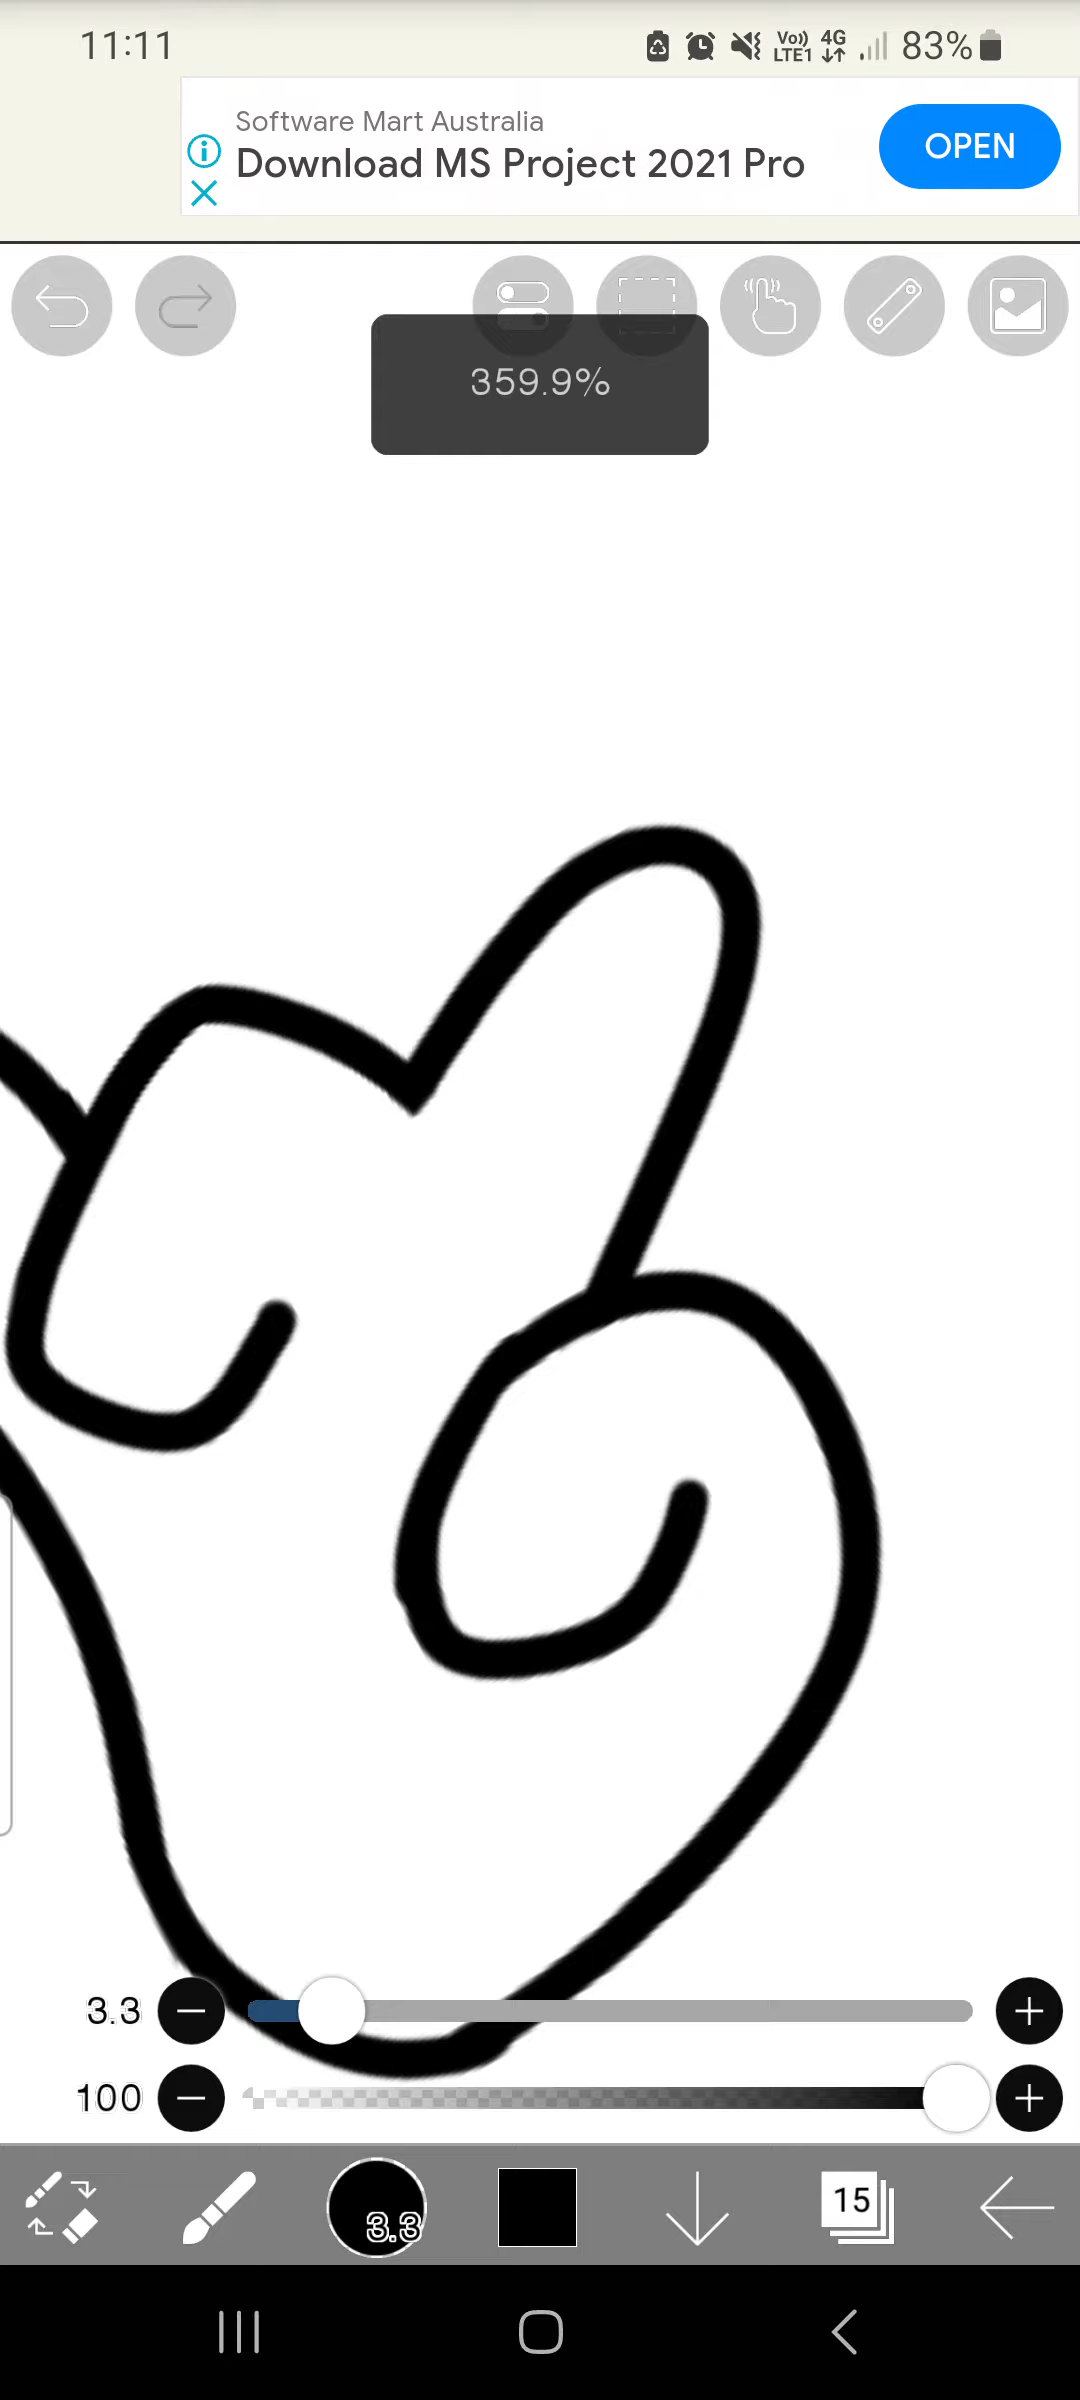 11:11
Vo)) 4G 83%
LTE1
Software Mart Australia
Download MS Project 2021 Pro
OPEN
359.9%
3.3
100
3.3
15